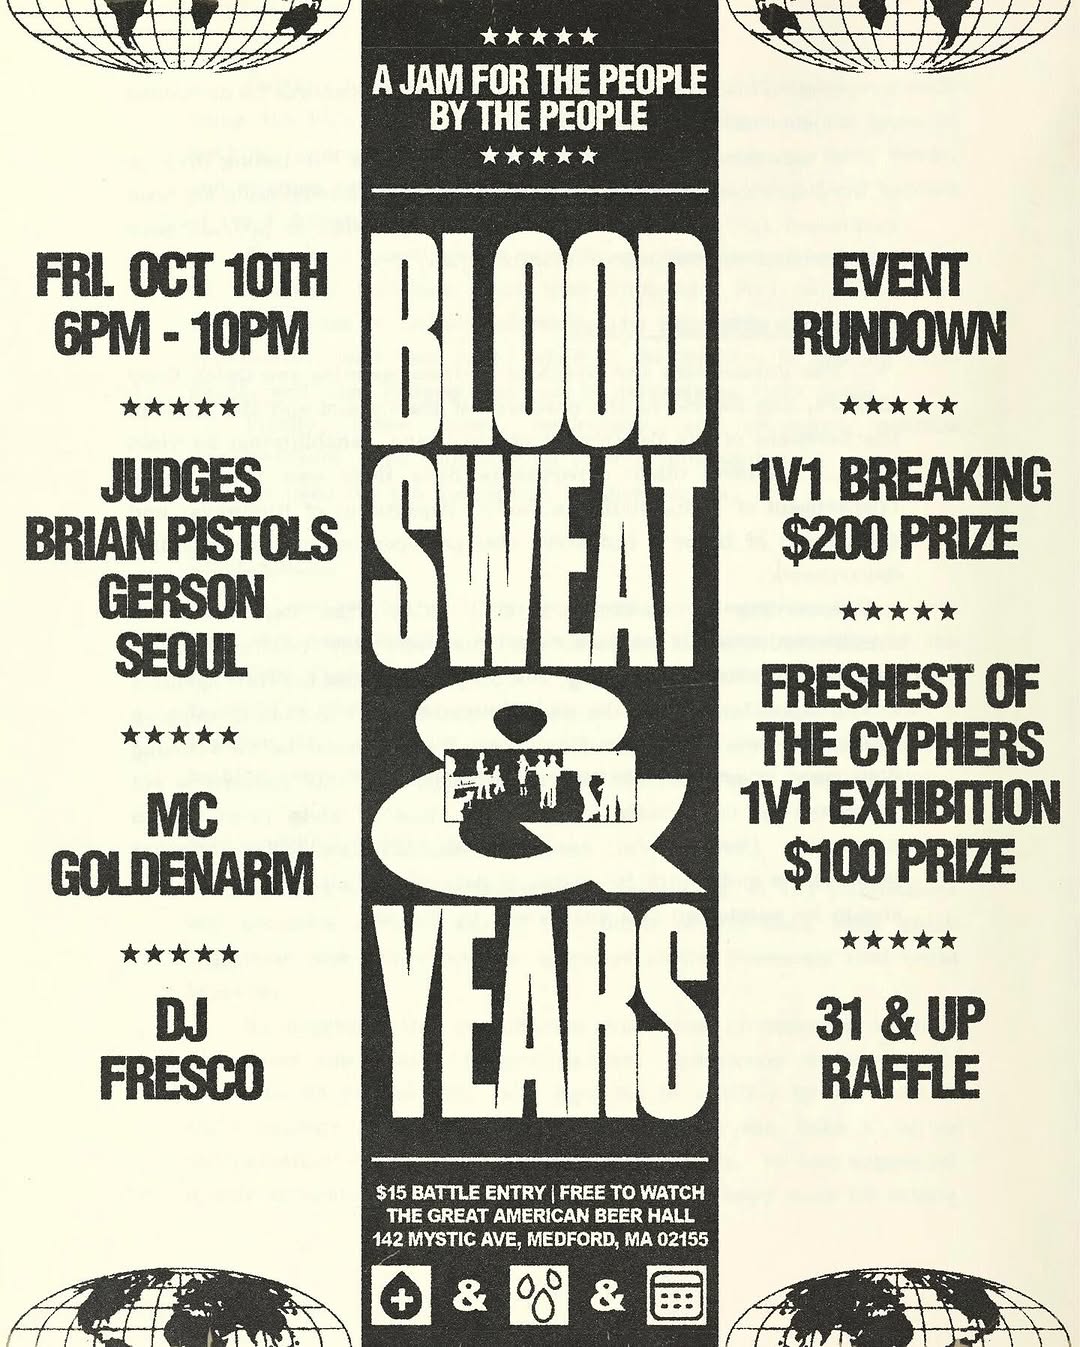 ★★★★★
A JAM FOR THE PEOPLE
BY THE PEOPLE
★★★★★
FRI. OCT 10TH
6PM - 10PM
★★★★★
JUDGES
BRIAN PISTOLS
GERSON
SEOUL
★★★★★
MC
GOLDENARM
★★★★★
DJ
FRESCO
BLOOD
SWEAT
&
YEARS
EVENT
RUNDOWN
★★★★★
1V1 BREAKING
$200 PRIZE
★★★★★
FRESHEST OF
THE CYPHERS
1V1 EXHIBITION
$100 PRIZE
★★★★★
31 & UP
RAFFLE
$15 BATTLE ENTRY | FREE TO WATCH
THE GREAT AMERICAN BEER HALL
142 MYSTIC AVE, MEDFORD, MA 02155
& &